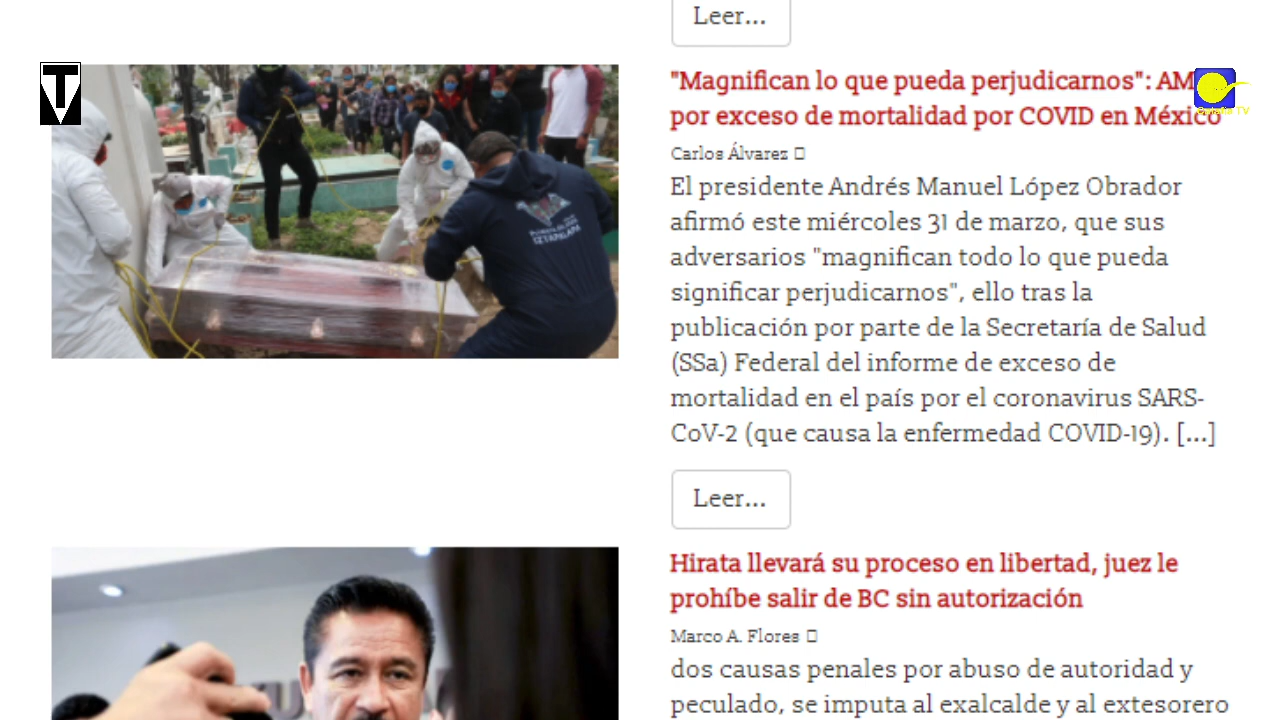 Leer...
"Magnifican lo que pueda perjudicarnos": AM
por exceso de mortalidad por COVID en México
Carlos Álvarez
El presidente Andrés Manuel López Obrador
afirmó este miércoles 31 de marzo, que sus
adversarios "magnifican todo lo que pueda
significar perjudicarnos", ello tras la
publicación por parte de la Secretaría de Salud
(SSa) Federal del informe de exceso de
mortalidad en el país por el coronavirus SARS-
CoV-2 (que causa la enfermedad COVID-19). [...]
Leer...
Hirata llevará su proceso en libertad, juez le
prohíbe salir de BC sin autorización
Marco A. Flores
dos causas penales por abuso de autoridad y
peculado, se imputa al exalcalde y al extesorero
IZTAPALAPA
TV